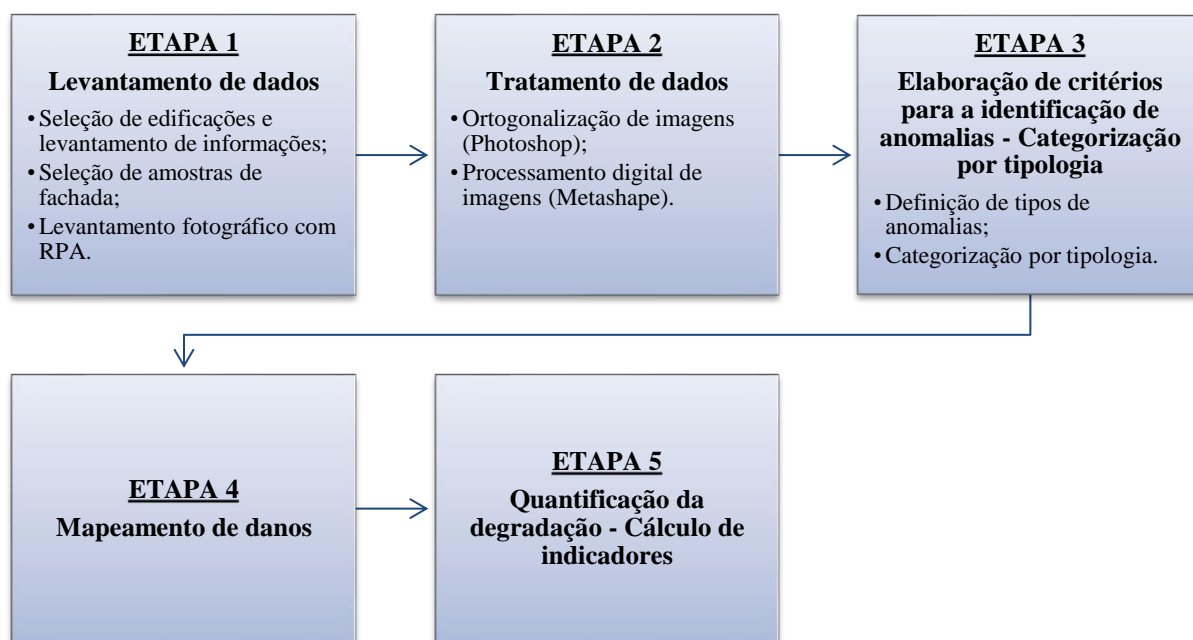 ETAPA 1
Levantamento de dados
• Seleção de edificações e
levantamento de informações;
• Seleção de amostras de
fachada;
• Levantamento fotográfico com
RPA.
ETAPA 2
Tratamento de dados
• Ortogonalização de imagens
(Photoshop);
• Processamento digital de
imagens (Metashape).
ETAPA 3
Elaboração de critérios
para a identificação de
anomalias - Categorização
por tipologia
• Definição de tipos de
anomalias;
• Categorização por tipologia.
ETAPA 4
Mapeamento de danos
ETAPA 5
Quantificação da
degradação - Cálculo de
indicadores